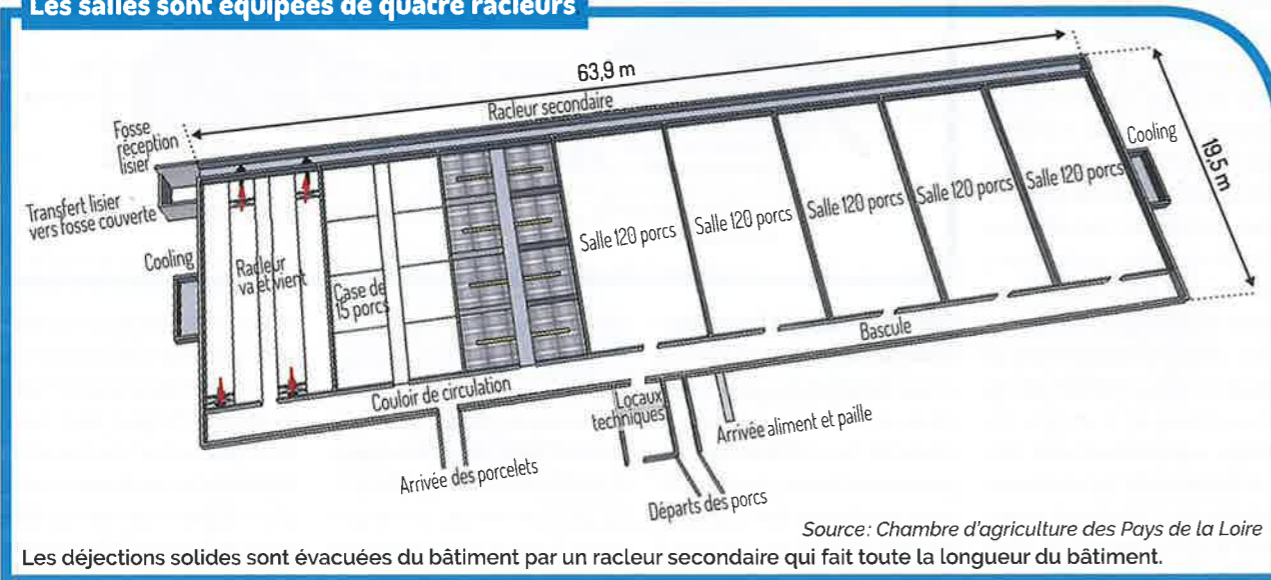 Les salles sont équipées de quatre racleurs
63,9 m
Racleur secondaire
Fosse
réception
lisier
Transfert lisier
vers fosse couverte
Cooling
Racleur
va et vient
Case de
15 porcs
Salle 120 porcs
Salle 120 porcs
Salle 120 porcs
Salle 120 porcs
Salle 120 porcs
Cooling
19,5 m
Bascule
Couloir de circulation
Locaux
techniques
Arrivée aliment et paille
Arrivée des porcelets
Départs des porcs
Source: Chambre d'agriculture des Pays de la Loire
Les déjections solides sont évacuées du bâtiment par un racleur secondaire qui fait toute la longueur du bâtiment.